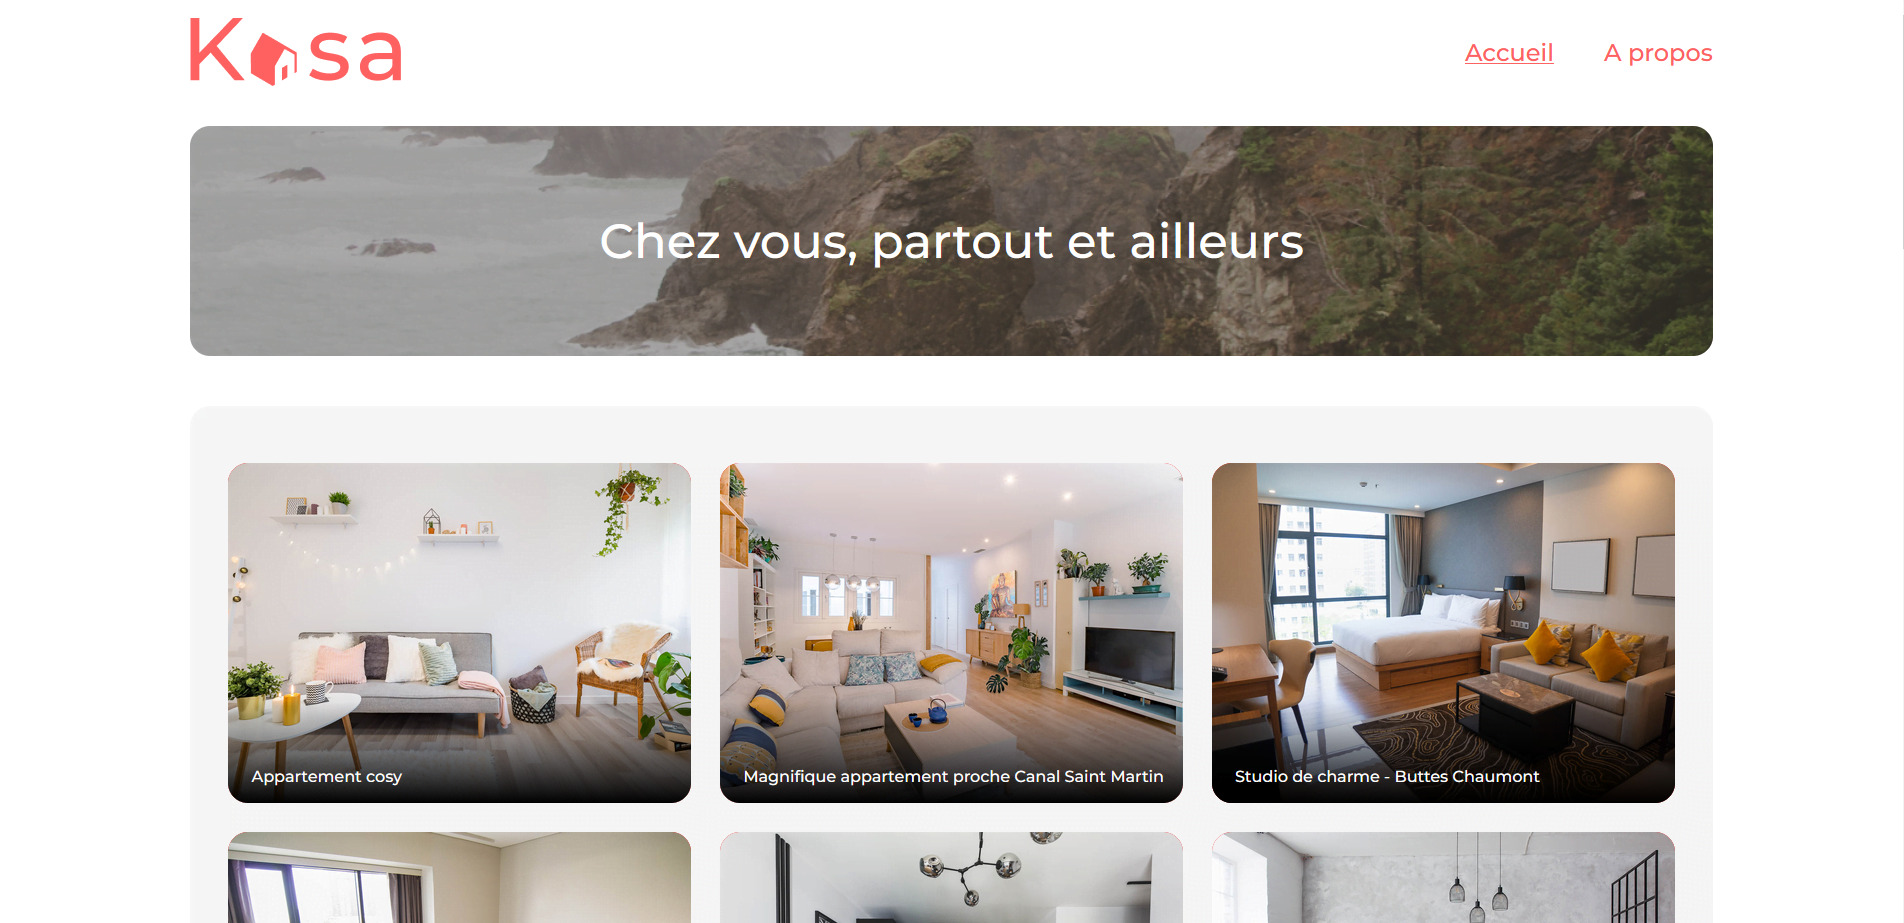 Kasa
Accueil
A propos
Chez vous, partout et ailleurs
Appartement cosy
Magnifique appartement proche Canal Saint Martin
Studio de charme - Buttes Chaumont